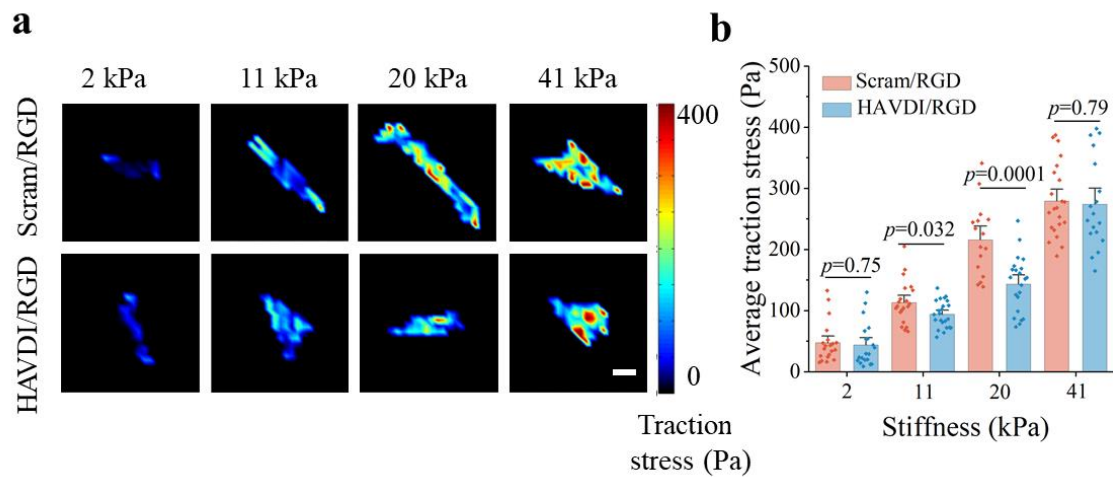 a
2 kPa 11 kPa 20 kPa 41 kPa
Scram/RGD
HAVDI/RGD
400
0
Traction
stress (Pa)
b
Average traction stress (Pa)
500
400
300
200
100
0
Scram/RGD
HAVDI/RGD
p=0.75
p=0.032
p=0.0001
p=0.79
2 11 20 41
Stiffness (kPa)